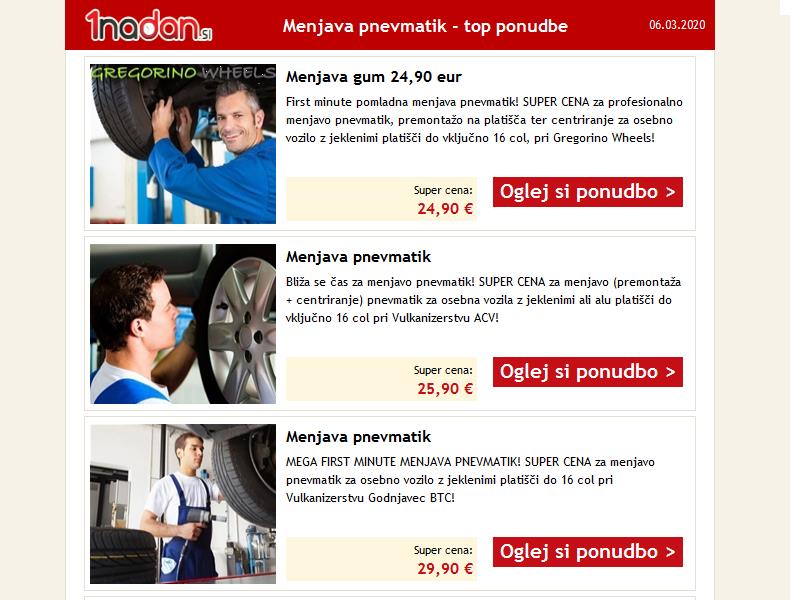 1nadan.si
Menjava pnevmatik - top ponudbe
06.03.2020
GREGORINO WHEELS
Menjava gum 24,90 eur
First minute pomladna menjava pnevmatik! SUPER CENA za profesionalno
menjavo pnevmatik, premontažo na platišča ter centriranje za osebno
vozilo z jeklenimi platišči do vključno 16 col, pri Gregorino Wheels!
Super cena:
24,90 €
Oglej si ponudbo >
Menjava pnevmatik
Bliža se čas za menjavo pnevmatik! SUPER CENA za menjavo (premontaža
+ centriranje) pnevmatik za osebna vozila z jeklenimi ali alu platišči do
vključno 16 col pri Vulkanizerstvu ACV!
Super cena:
25,90 €
Oglej si ponudbo >
Menjava pnevmatik
MEGA FIRST MINUTE MENJAVA PNEVMATIK! SUPER CENA za menjavo
pnevmatik za osebno vozilo z jeklenimi platišči do 16 col pri
Vulkanizerstvu Godnjavec BTC!
Super cena:
29,90 €
Oglej si ponudbo >